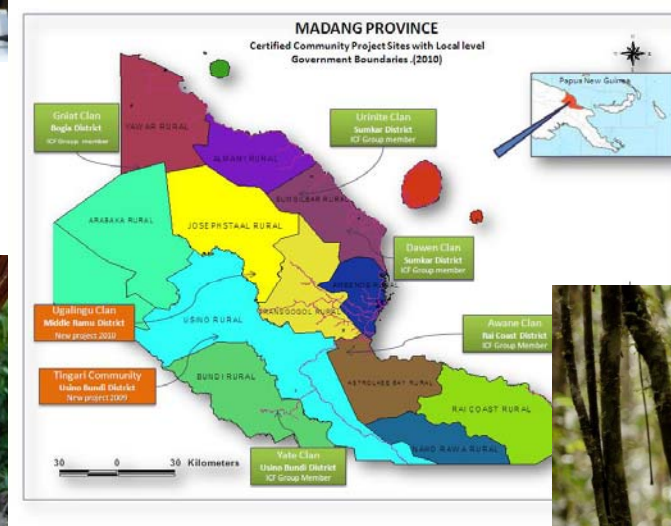 MADANG PROVINCE
Certified Community Project Sites with Local level
Government Boundaries .(2010)
Papua New Guinea
Gniat Clan
Bogia District
ICF Group member
Urinite Clan
Sumkar District
ICF Group member
YAWAR RURAL
ALMAMI RURAL
SUMGILBAR RURAL
ARABAKA RURAL
JOSEPHSTAAL RURAL
Dawen Clan
Sumkar District
ICF Group member
Ugalingu Clan
Middle Ramu District
New project 2010
USINO RURAL
TRANSGOGOL RURAL
Awane Clan
Rai Coast District
ICF Group Member
Tingari Community
Usino Bundi District
New project 2009
BUNDI RURAL
ASTROLABE BAY RURAL
RAI COAST RURAL
NAHO RAWA RURAL
Yate Clan
Usino Bundi District
ICF Group Member
30 0 30 Kilometers